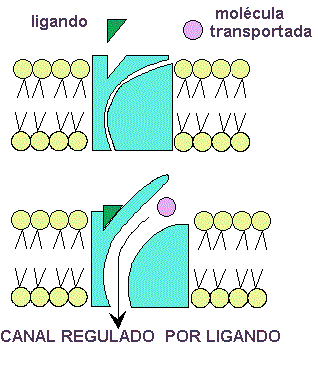 ligando
molécula
transportada
CANAL REGULADO POR LIGANDO